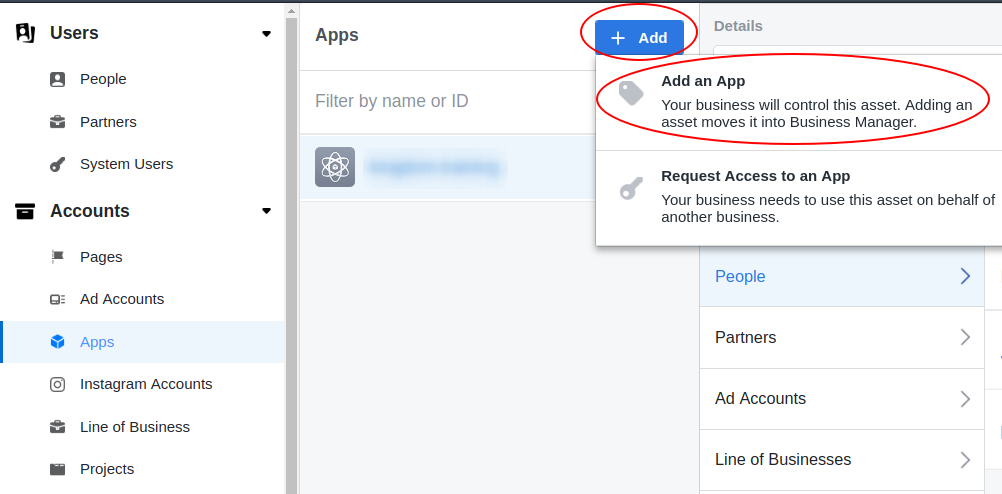 Users
People
Partners
System Users
Accounts
Pages
Ad Accounts
Apps
Instagram Accounts
Line of Business
Projects
Apps
+ Add
Filter by name or ID
Details
Add an App
Your business will control this asset. Adding an
asset moves it into Business Manager.
Request Access to an App
Your business needs to use this asset on behalf of
another business.
People
Partners
Ad Accounts
Line of Businesses